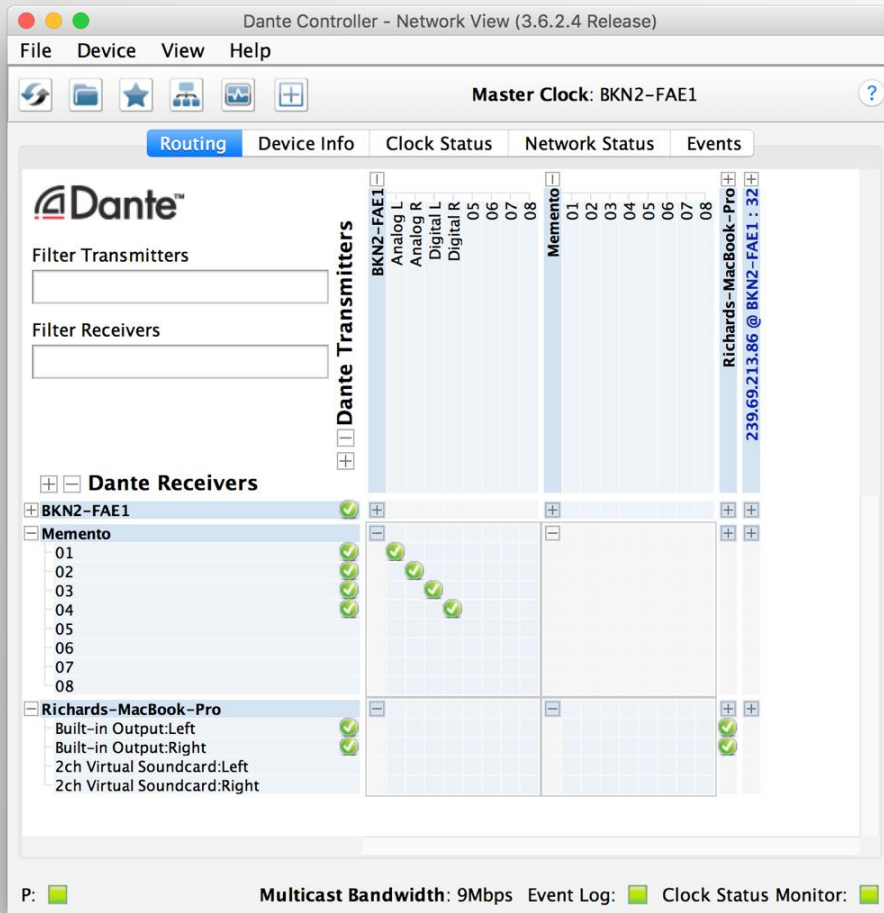 Dante Controller - Network View (3.6.2.4 Release)
File Device View Help
Master Clock: BKN2-FAE1
?
Routing Device Info Clock Status Network Status Events
Dante™
Filter Transmitters
Filter Receivers
Dante Transmitters
BKN2-FAE1
Analog L
Analog R
Digital L
Digital R
05
06
07
08
Memento
01
02
03
04
05
06
07
08
Richards-MacBook-Pro
239.69.213.86 @ BKN2-FAE1 : 32
Dante Receivers
BKN2-FAE1
Memento
01
02
03
04
05
06
07
08
Richards-MacBook-Pro
Built-in Output:Left
Built-in Output:Right
2ch Virtual Soundcard:Left
2ch Virtual Soundcard:Right
P: Multicast Bandwidth: 9Mbps Event Log: Clock Status Monitor: